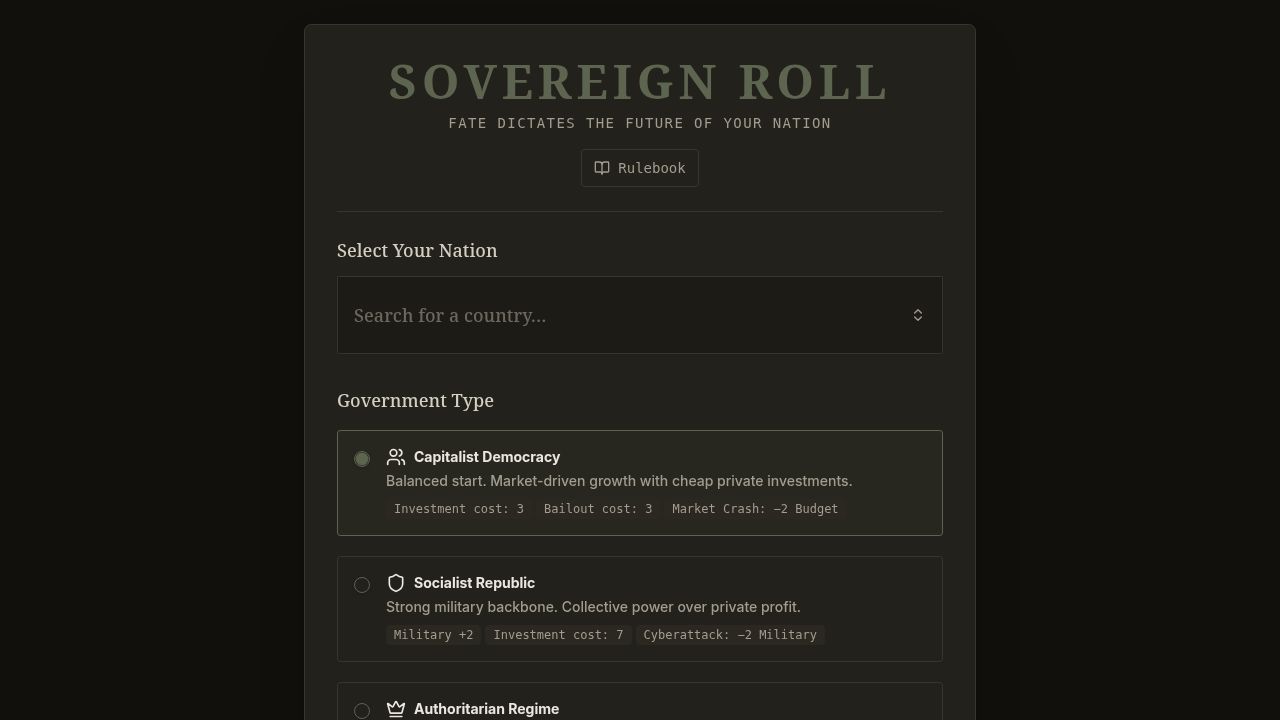 SOVEREIGN ROLL
FATE DICTATES THE FUTURE OF YOUR NATION
Rulebook
Select Your Nation
Search for a country...
Government Type
Capitalist Democracy
Balanced start. Market-driven growth with cheap private investments.
Investment cost: 3 Bailout cost: 3 Market Crash: −2 Budget
Socialist Republic
Strong military backbone. Collective power over private profit.
Military +2 Investment cost: 7 Cyberattack: −2 Military
Authoritarian Regime